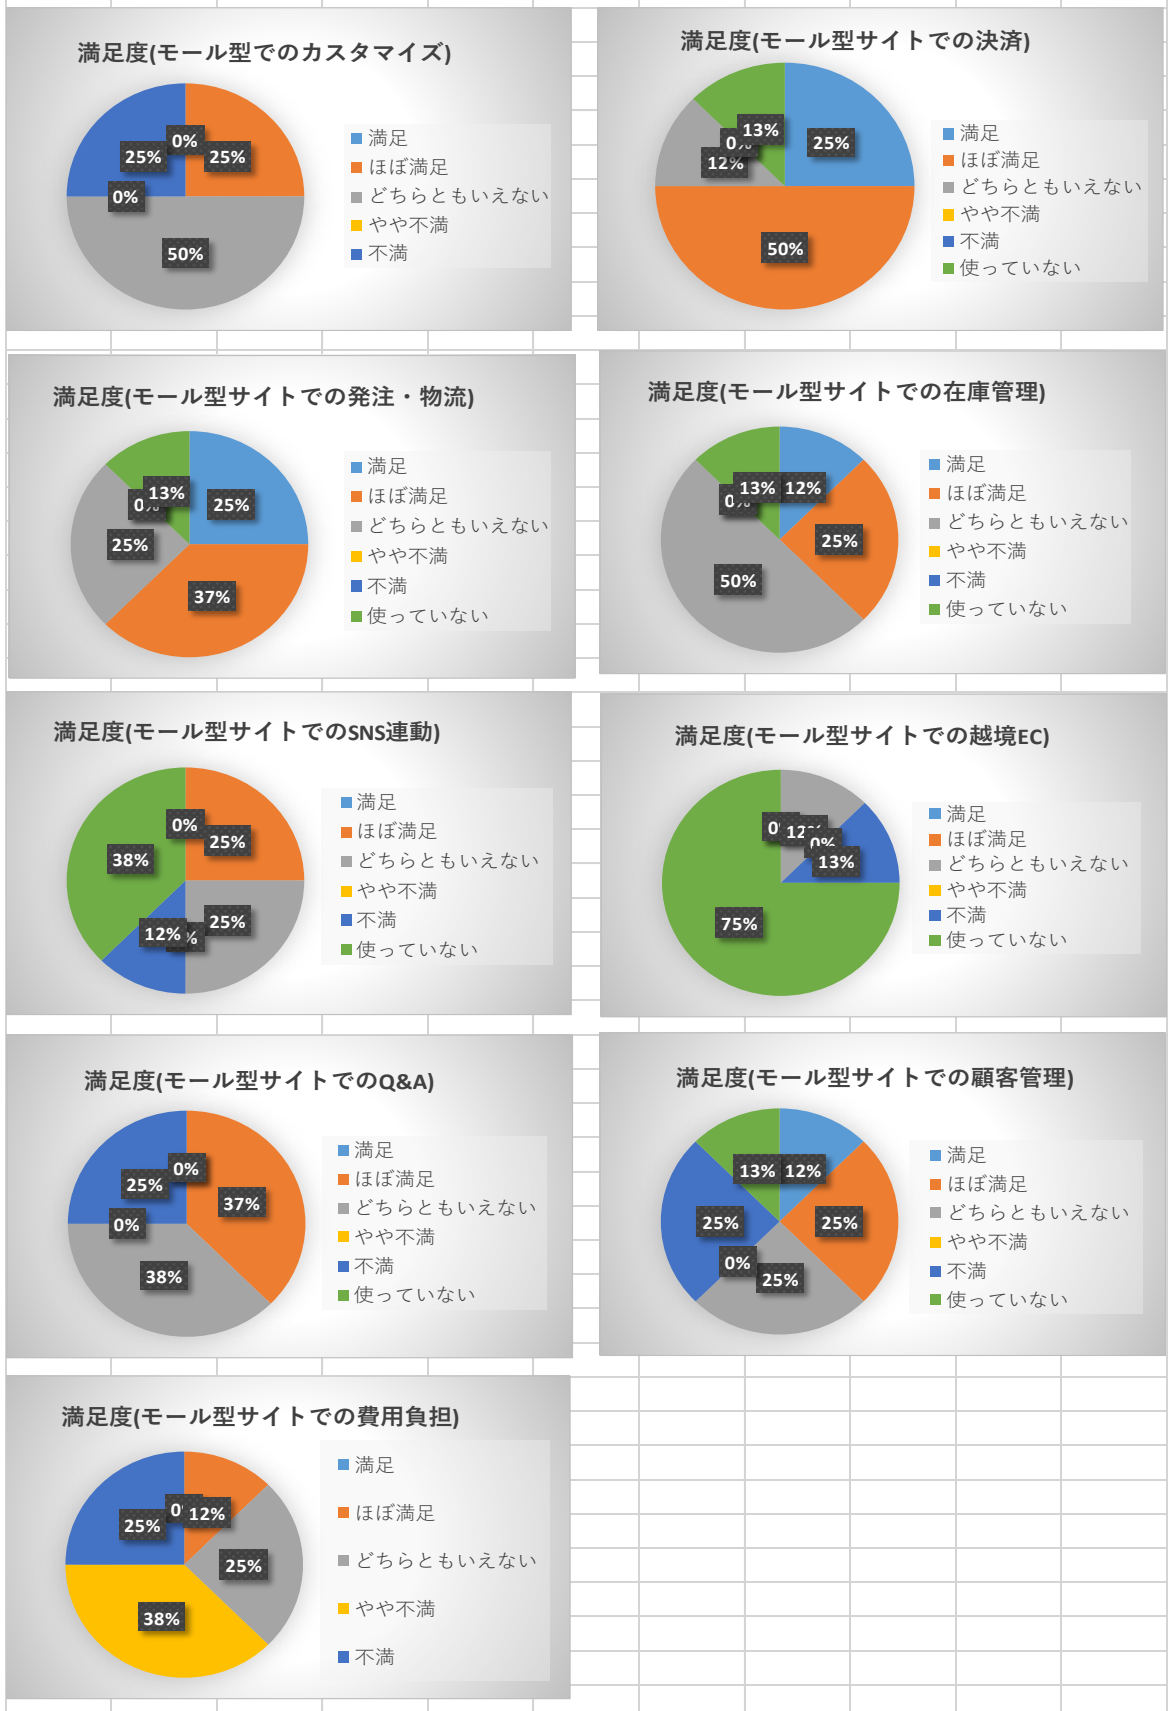 満足度(モール型でのカスタマイズ)
0%
25%
25%
0%
50%
満足
ほぼ満足
どちらともいえない
やや不満
不満
満足度(モール型サイトでの決済)
13%
25%
0%
12%
50%
満足
ほぼ満足
どちらともいえない
やや不満
不満
使っていない
満足度(モール型サイトでの発注・物流)
13%
0%
25%
25%
37%
満足
ほぼ満足
どちらともいえない
やや不満
不満
使っていない
満足度(モール型サイトでの在庫管理)
13%
12%
0%
25%
50%
満足
ほぼ満足
どちらともいえない
やや不満
不満
使っていない
満足度(モール型サイトでのSNS連動)
0%
25%
38%
25%
12%
%
満足
ほぼ満足
どちらともいえない
やや不満
不満
使っていない
満足度(モール型サイトでの越境EC)
0%
12%
0%
13%
75%
満足
ほぼ満足
どちらともいえない
やや不満
不満
使っていない
満足度(モール型サイトでのQ&A)
0%
25%
37%
0%
38%
満足
ほぼ満足
どちらともいえない
やや不満
不満
使っていない
満足度(モール型サイトでの顧客管理)
13%
12%
25%
25%
0%
25%
満足
ほぼ満足
どちらともいえない
やや不満
不満
使っていない
満足度(モール型サイトでの費用負担)
0%
12%
25%
25%
38%
満足
ほぼ満足
どちらともいえない
やや不満
不満